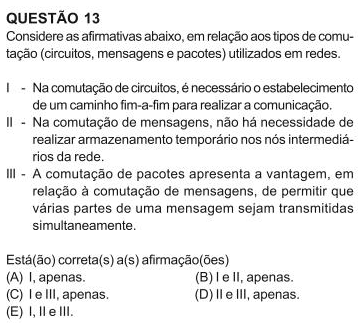 QUESTÃO 13
Considere as afirmativas abaixo, em relação aos tipos de comu-
tação (circuitos, mensagens e pacotes) utilizados em redes.
I - Na comutação de circuitos, é necessário o estabelecimento
de um caminho fim-a-fim para realizar a comunicação.
II - Na comutação de mensagens, não há necessidade de
realizar armazenamento temporário nos nós intermediá-
rios da rede.
III - A comutação de pacotes apresenta a vantagem, em
relação à comutação de mensagens, de permitir que
várias partes de uma mensagem sejam transmitidas
simultaneamente.
Está(ão) correta(s) a(s) afirmação(ões)
(A) I, apenas. (B) I e II, apenas.
(C) I e III, apenas. (D) II e III, apenas.
(E) I, II e III.